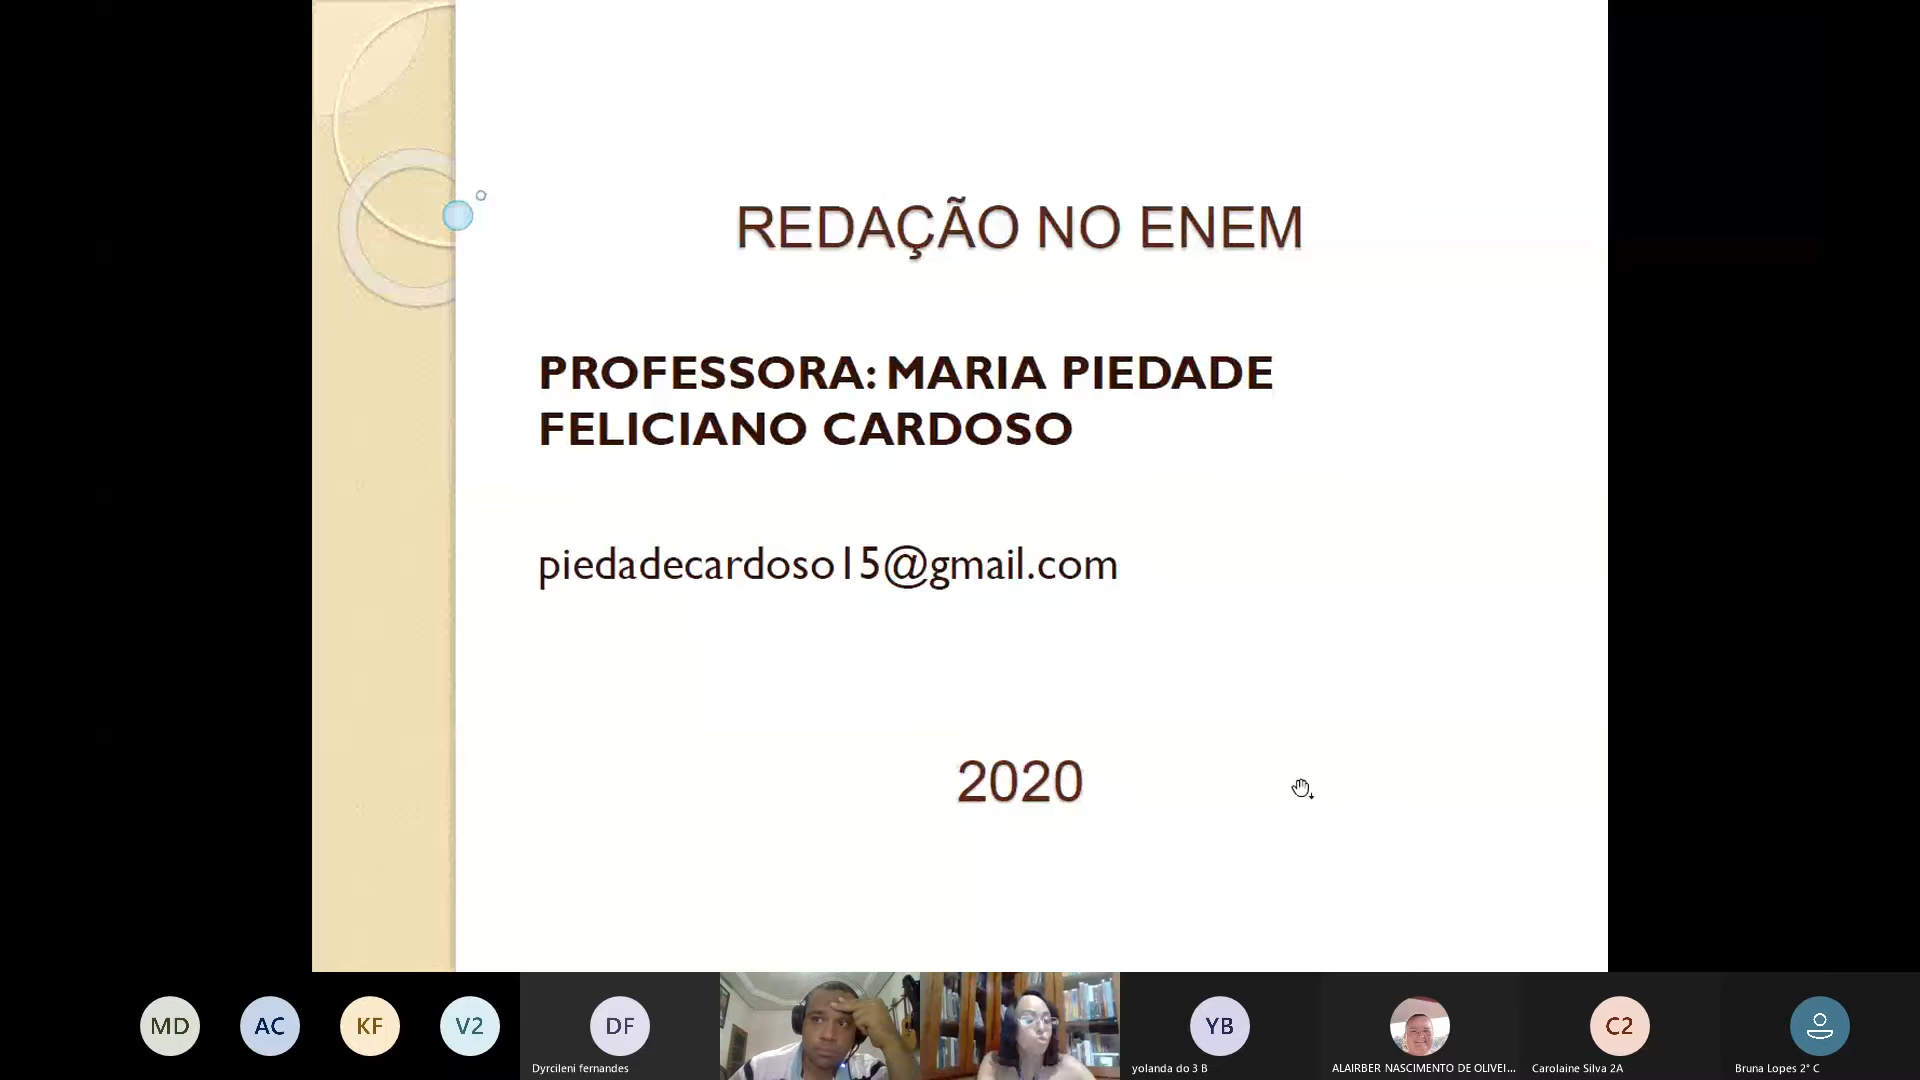 REDAÇÃO NO ENEM
PROFESSORA: MARIA PIEDADE
FELICIANO CARDOSO
piedadecardoso15@gmail.com
2020
MD
AC
KF
V2
DF
YB
C2
Dyrcileni fernandes
yolanda do 3 B
ALAIRBER NASCIMENTO DE OLIVEI...
Carolaine Silva 2A
Bruna Lopes 2° C